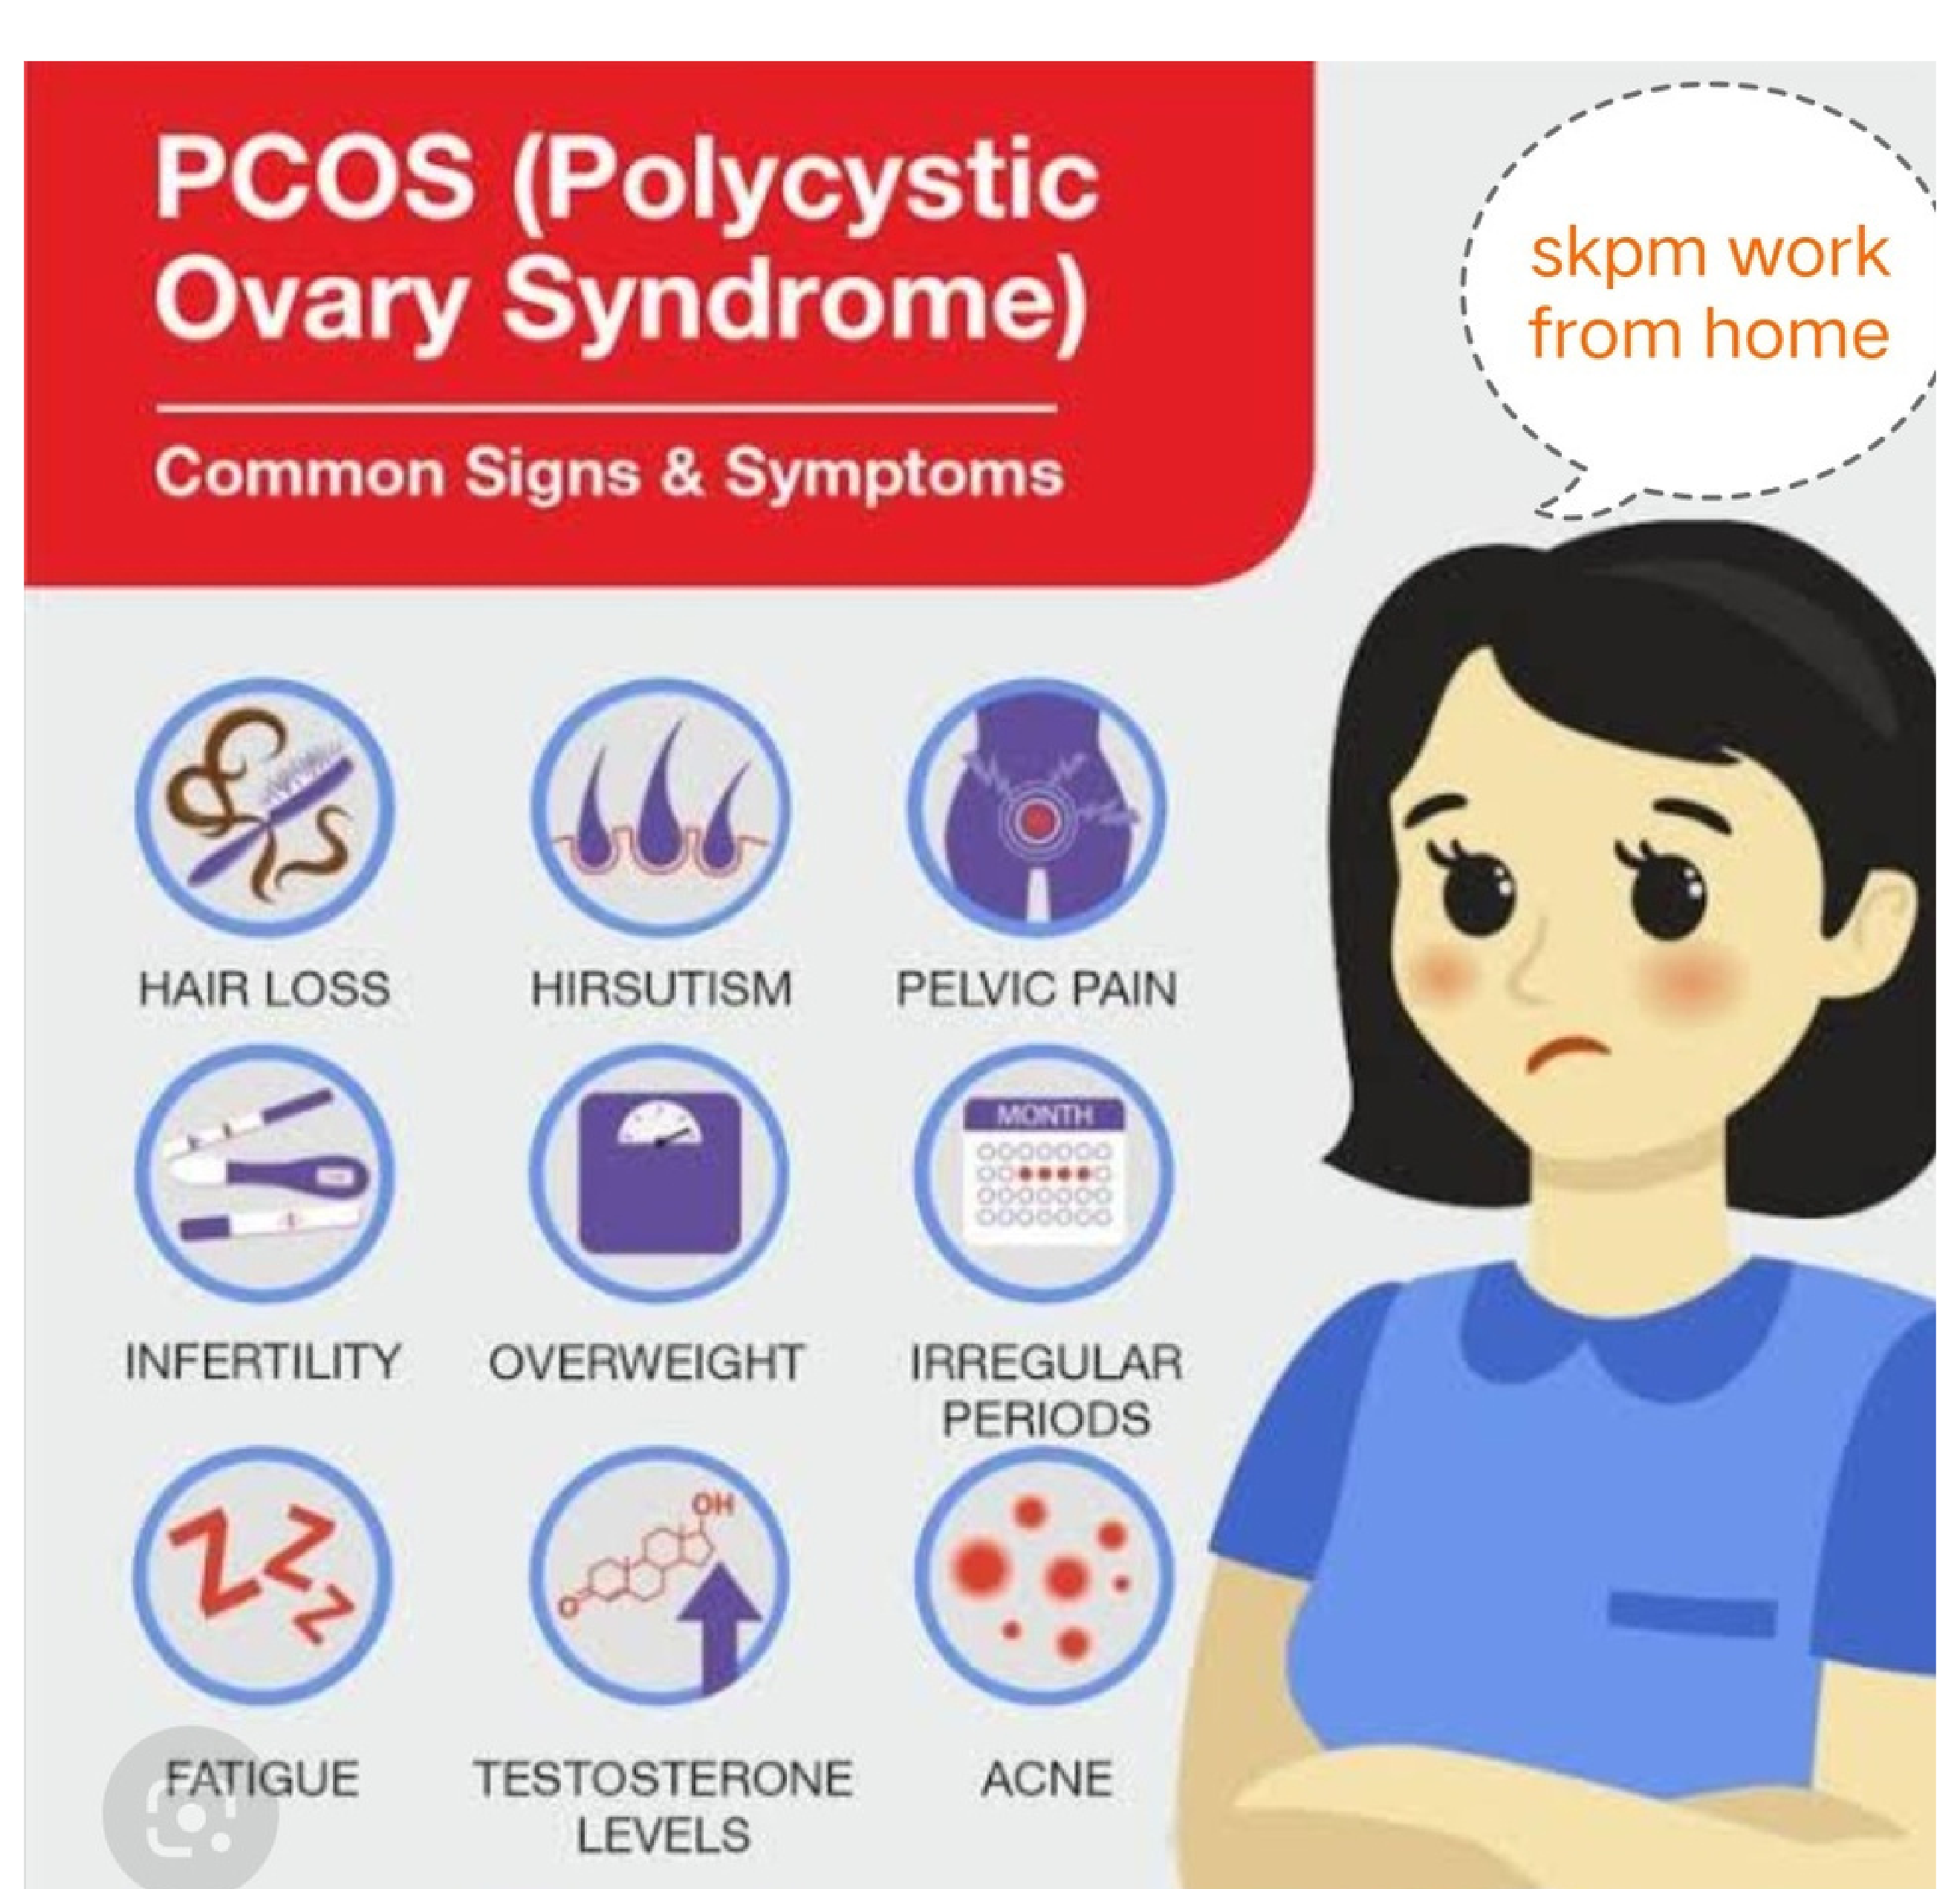 PCOS (Polycystic
Ovary Syndrome)
Common Signs & Symptoms
skpm work
from home
HAIR LOSS
HIRSUTISM
PELVIC PAIN
MONTH
INFERTILITY
OVERWEIGHT
IRREGULAR
PERIODS
OH
O
FATIGUE
TESTOSTERONE
LEVELS
ACNE